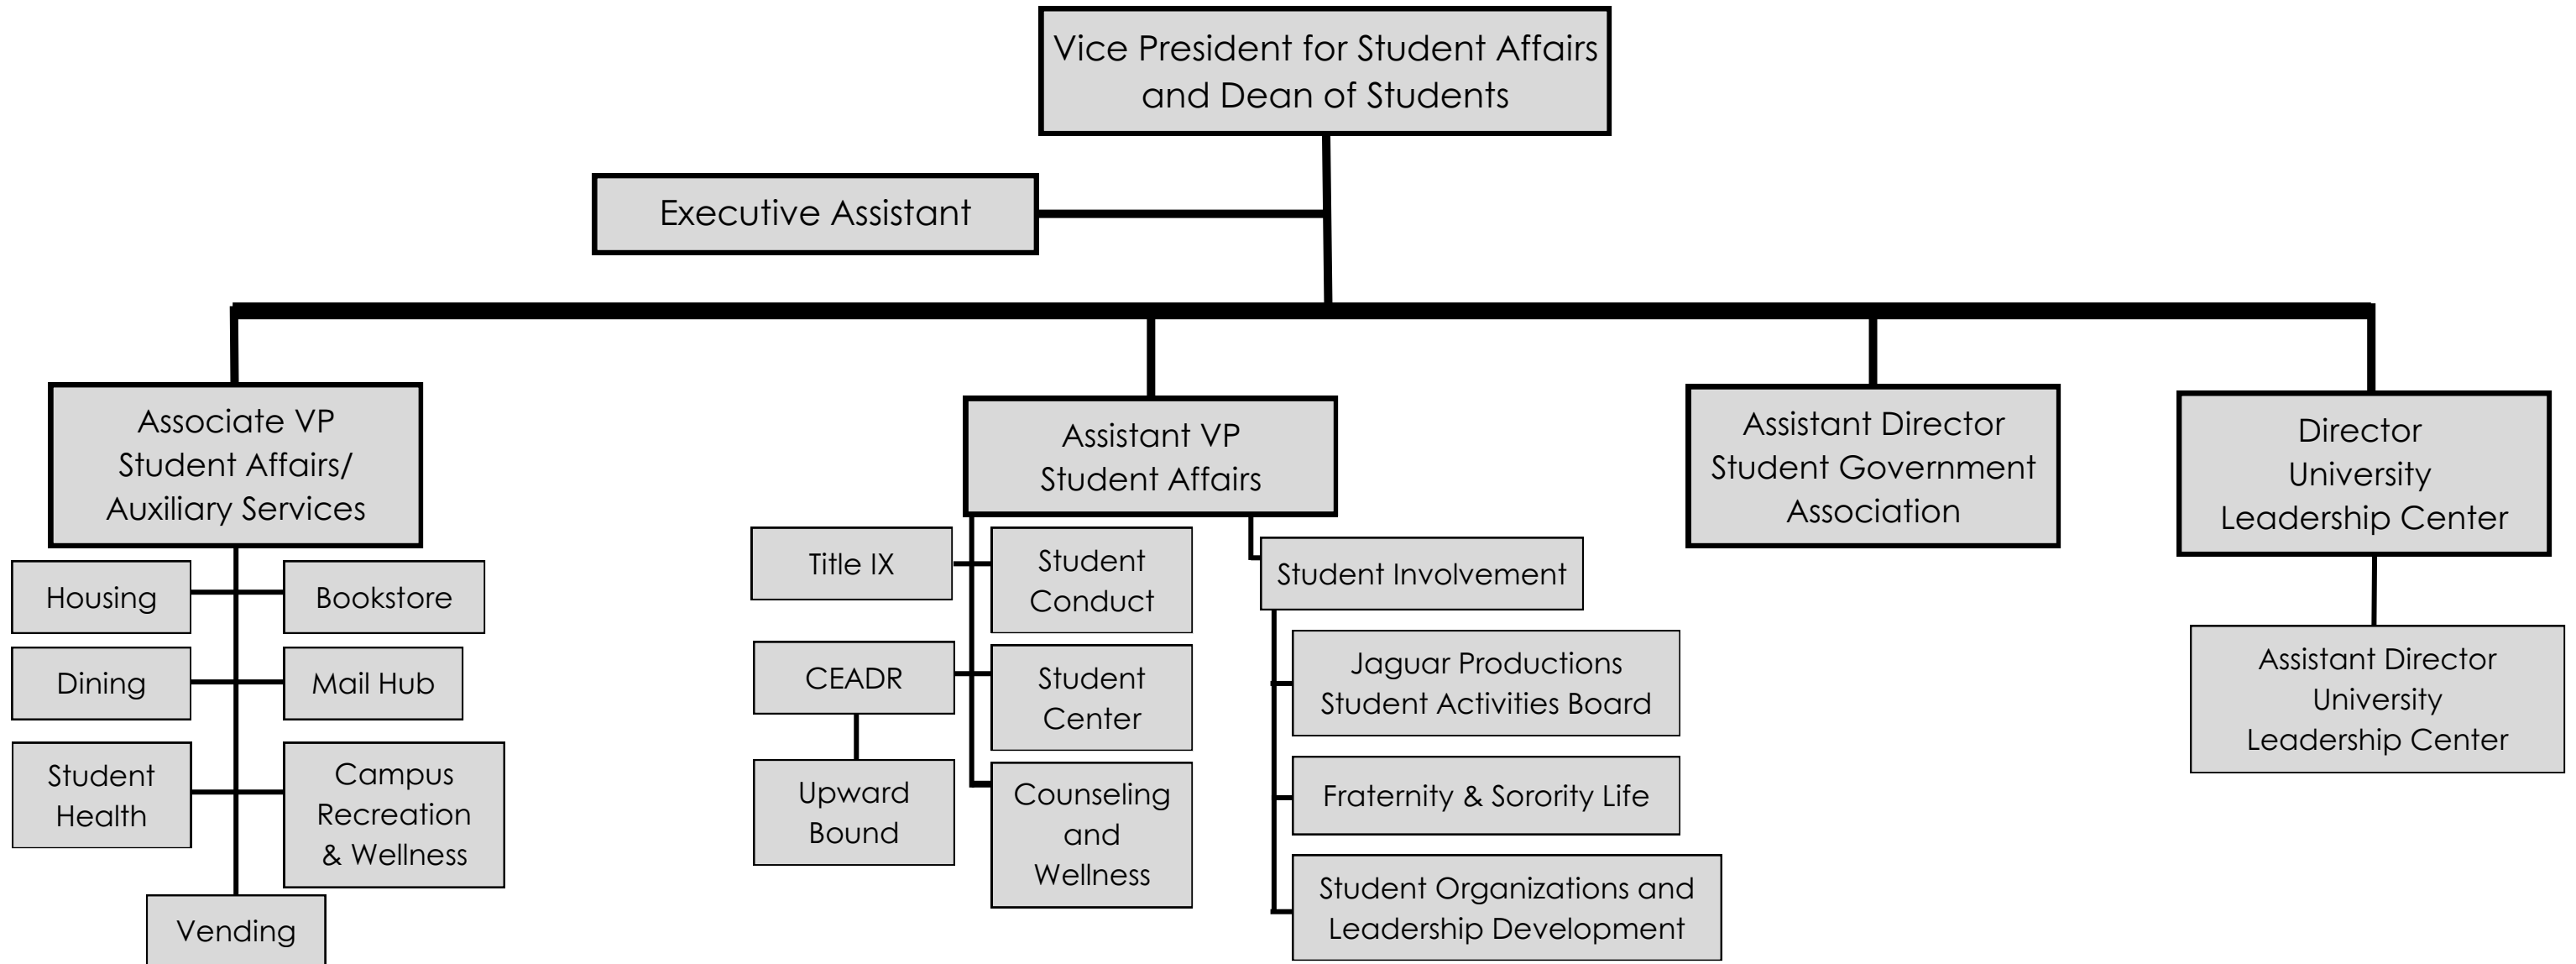 Vice President for Student Affairs
and Dean of Students
Executive Assistant
Associate VP
Student Affairs/
Auxiliary Services
Housing
Bookstore
Dining
Mail Hub
Student
Health
Campus
Recreation
& Wellness
Vending
Assistant VP
Student Affairs
Title IX
Student
Conduct
CEADR
Student
Center
Upward
Bound
Counseling
and
Wellness
Student Involvement
Jaguar Productions
Student Activities Board
Fraternity & Sorority Life
Student Organizations and
Leadership Development
Assistant Director
Student Government
Association
Director
University
Leadership Center
Assistant Director
University
Leadership Center